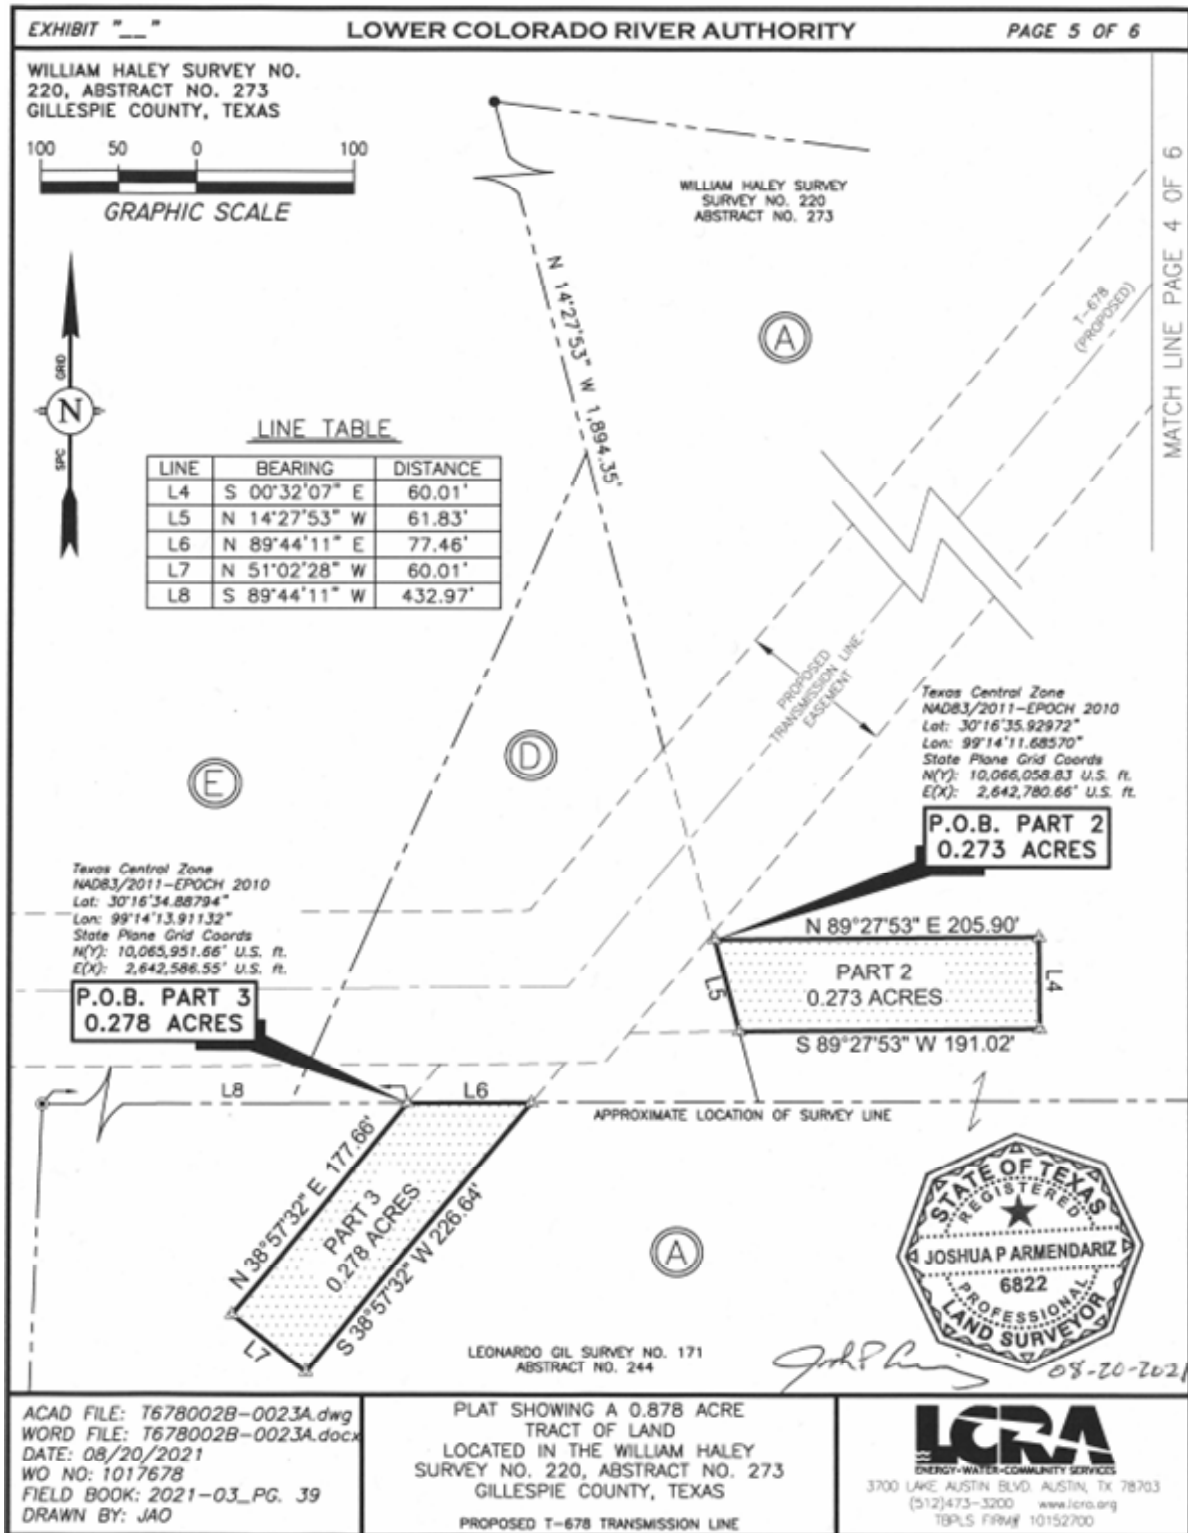 EXHIBIT "__"
LOWER COLORADO RIVER AUTHORITY
PAGE 5 OF 6
WILLIAM HALEY SURVEY NO.
220, ABSTRACT NO. 273
GILLESPIE COUNTY, TEXAS
100 50 0 100
GRAPHIC SCALE
WILLIAM HALEY SURVEY
SURVEY NO. 220
ABSTRACT NO. 273
MATCH LINE PAGE 4 OF 6
N 14°27'53" W 1,894.35'
A
T-678
(PROPOSED)
GRID
N
SPC
LINE TABLE
LINE BEARING DISTANCE
L4 S 00°32'07" E 60.01'
L5 N 14°27'53" W 61.83'
L6 N 89°44'11" E 77.46'
L7 N 51°02'28" W 60.01'
L8 S 89°44'11" W 432.97'
PROPOSED
TRANSMISSION LINE
EASEMENT
Texas Central Zone
NAD83/2011-EPOCH 2010
Lat: 30°16'35.92972"
Lon: 99°14'11.68570"
State Plane Grid Coords
N(Y): 10,066,058.83 U.S. ft.
E(X): 2,642,780.66' U.S. ft.
P.O.B. PART 2
0.273 ACRES
E
D
Texas Central Zone
NAD83/2011-EPOCH 2010
Lat: 30°16'34.88794"
Lon: 99°14'13.91132"
State Plane Grid Coords
N(Y): 10,065,951.66' U.S. ft.
E(X): 2,642,586.55' U.S. ft.
P.O.B. PART 3
0.278 ACRES
N 89°27'53" E 205.90'
L5
PART 2
0.273 ACRES
L4
S 89°27'53" W 191.02'
L8
L6
APPROXIMATE LOCATION OF SURVEY LINE
N 38°57'32" E 177.66'
PART 3
0.278 ACRES
S 38°57'32" W 226.64'
L7
A
LEONARDO GIL SURVEY NO. 171
ABSTRACT NO. 244
STATE OF TEXAS
REGISTERED
JOSHUA P ARMENDARIZ
6822
PROFESSIONAL
LAND SURVEYOR
08-20-2021
ACAD FILE: T678002B-0023A.dwg
WORD FILE: T678002B-0023A.docx
DATE: 08/20/2021
WO NO: 1017678
FIELD BOOK: 2021-03_PG. 39
DRAWN BY: JAO
PLAT SHOWING A 0.878 ACRE
TRACT OF LAND
LOCATED IN THE WILLIAM HALEY
SURVEY NO. 220, ABSTRACT NO. 273
GILLESPIE COUNTY, TEXAS
PROPOSED T-678 TRANSMISSION LINE
LCRA
ENERGY•WATER•COMMUNITY SERVICES
3700 LAKE AUSTIN BLVD. AUSTIN, TX 78703
(512)473-3200 www.lcra.org
TBPLS FIRM# 10152700